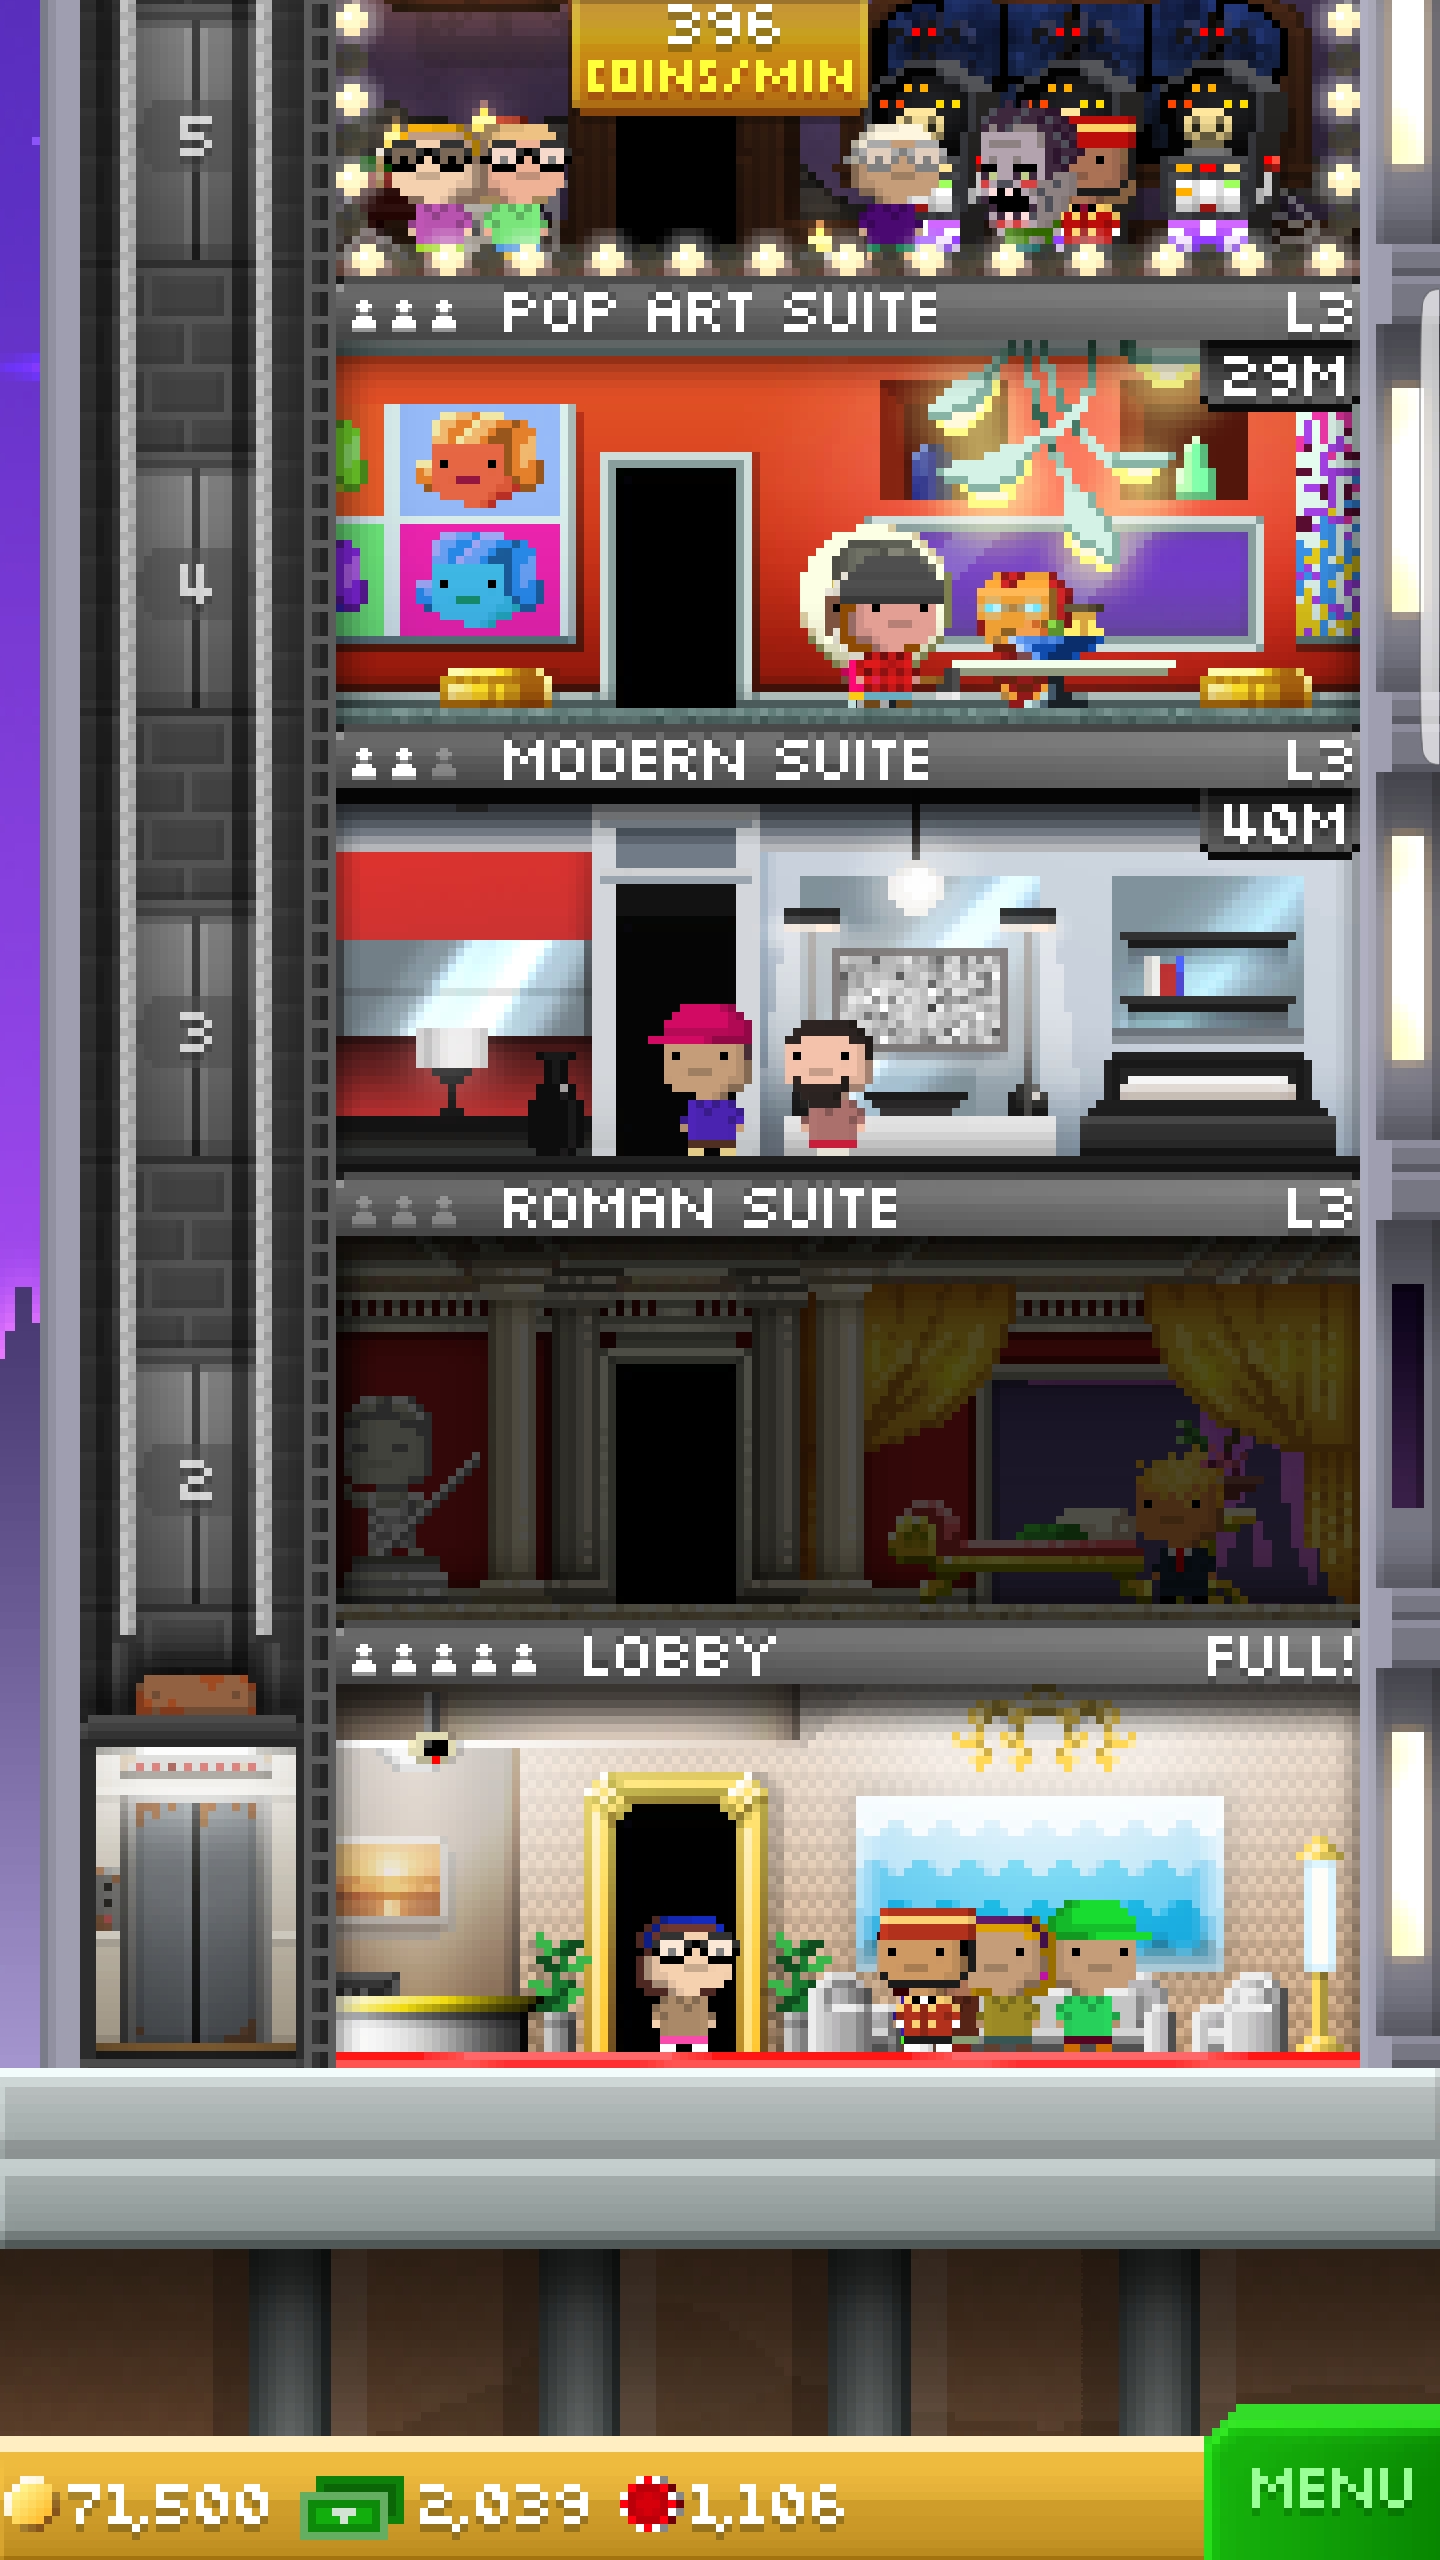 396
COINS/MIN
5
POP ART SUITE L3
29M
4
MODERN SUITE L3
40M
3
ROMAN SUITE L3
2
LOBBY FULL!
71,500 2,039 1,106
MENU